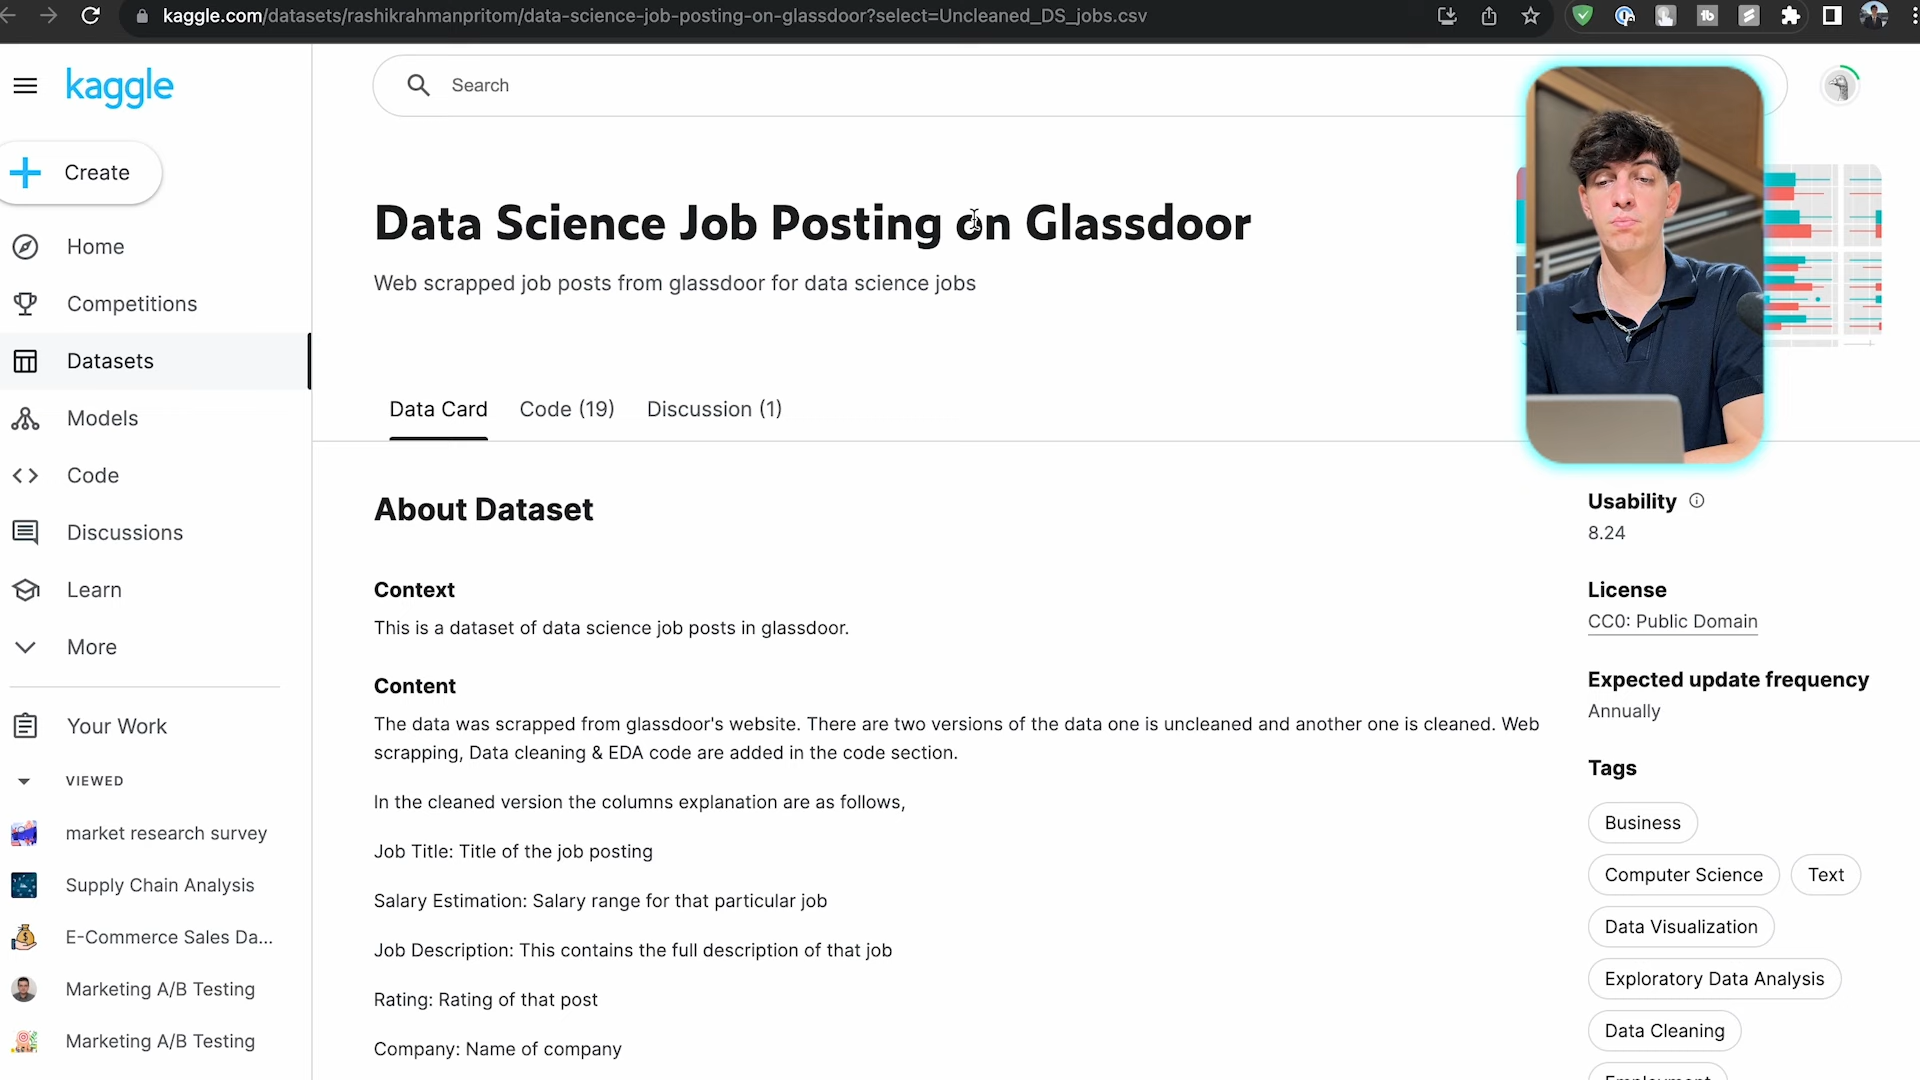 kaggle.com/datasets/rashikrahmanpritom/data-science-job-posting-on-glassdoor?select=Uncleaned_DS_jobs.csv
kaggle
Search
Create
Home
Competitions
Datasets
Models
Code
Discussions
Learn
More
Your Work
VIEWED
market research survey
Supply Chain Analysis
E-Commerce Sales Da...
Marketing A/B Testing
Marketing A/B Testing
Data Science Job Posting on Glassdoor
Web scrapped job posts from glassdoor for data science jobs
Data Card Code (19) Discussion (1)
About Dataset
Context
This is a dataset of data science job posts in glassdoor.
Content
The data was scrapped from glassdoor's website. There are two versions of the data one is uncleaned and another one is cleaned. Web
scrapping, Data cleaning & EDA code are added in the code section.
In the cleaned version the columns explanation are as follows,
Job Title: Title of the job posting
Salary Estimation: Salary range for that particular job
Job Description: This contains the full description of that job
Rating: Rating of that post
Company: Name of company
Usability
8.24
License
CC0: Public Domain
Expected update frequency
Annually
Tags
Business
Computer Science Text
Data Visualization
Exploratory Data Analysis
Data Cleaning